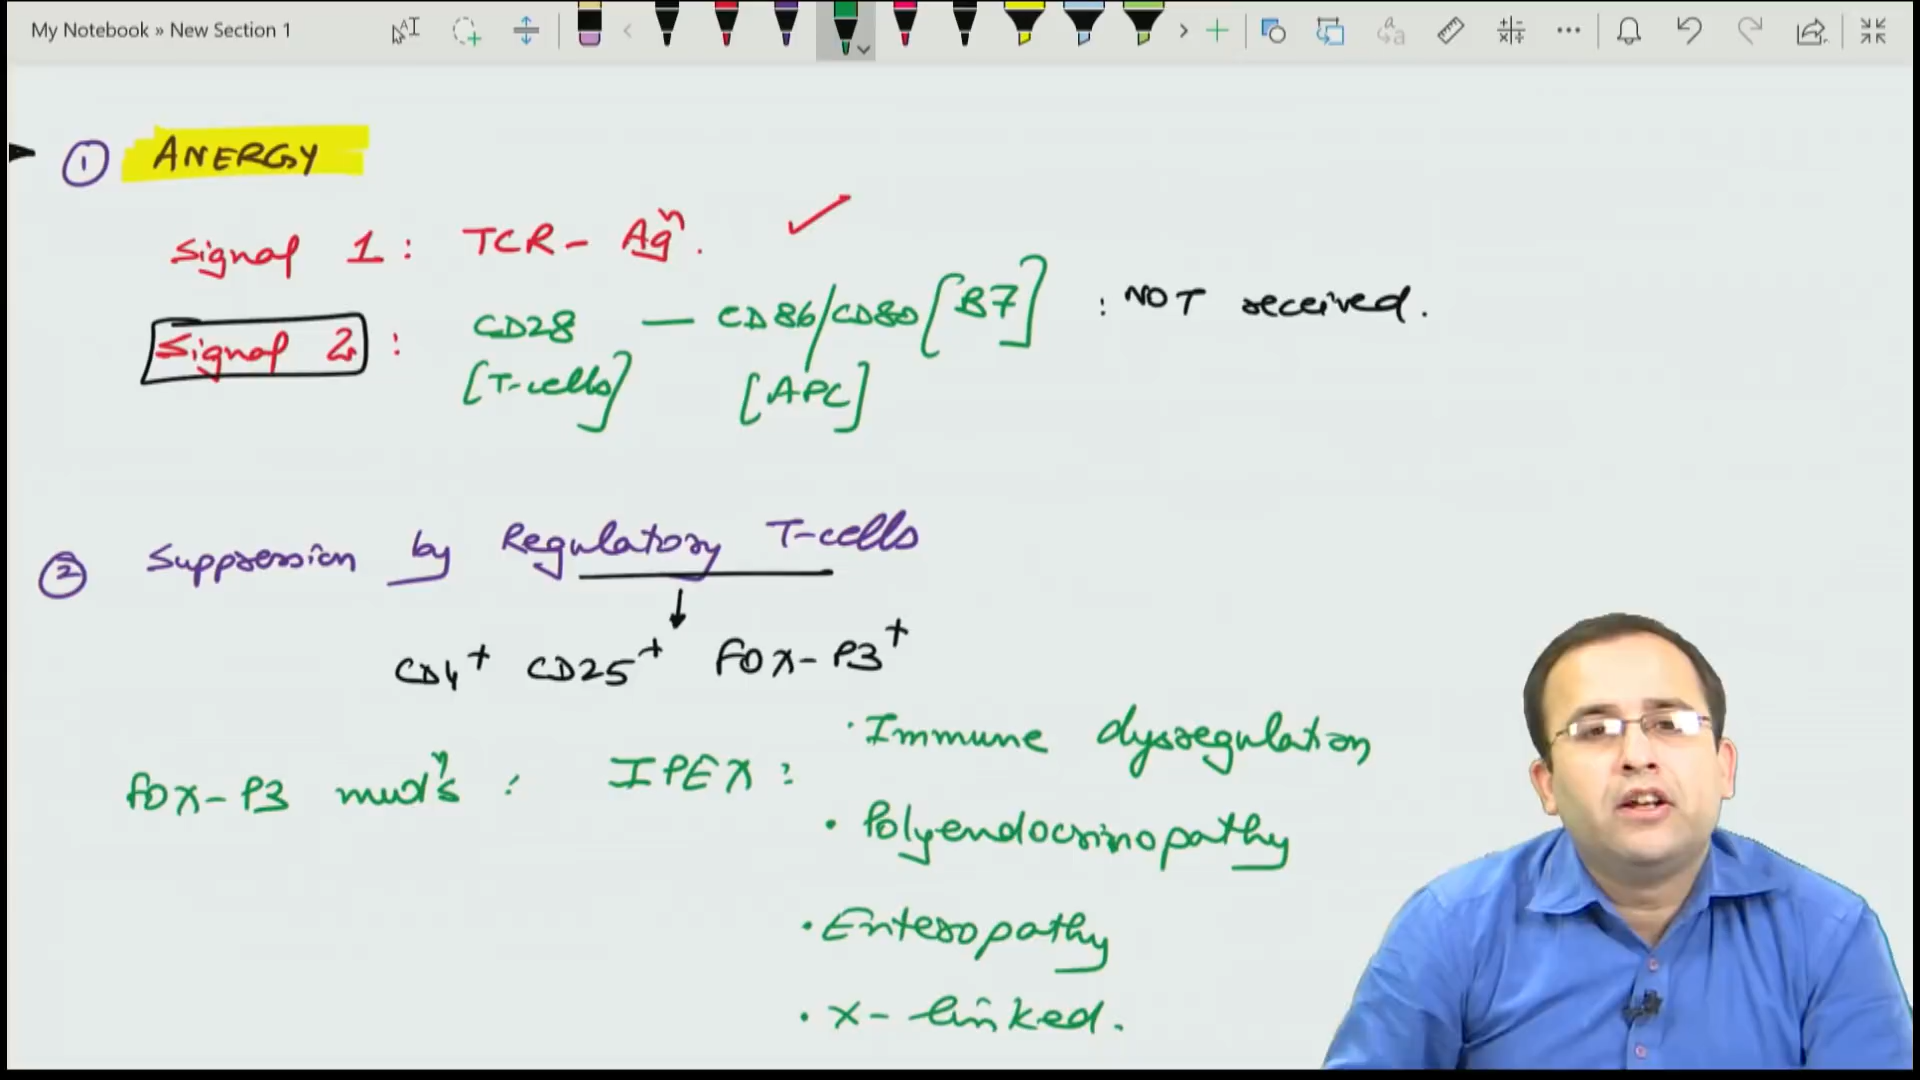 My Notebook » New Section 1
① ANERGY
Signal 1 : TCR - Agⁿ.
Signal 2 : CD28 — CD86/CD80 [B7] : NOT received.
[T-cells] [APC]
② Suppression by Regulatory T-cells
CD4⁺ CD25⁺ FOX-P3⁺
FOX-P3 mutⁿs : IPEX : · Immune dysregulation
· Polyendocrinopathy
· Enteropathy
· X-linked.